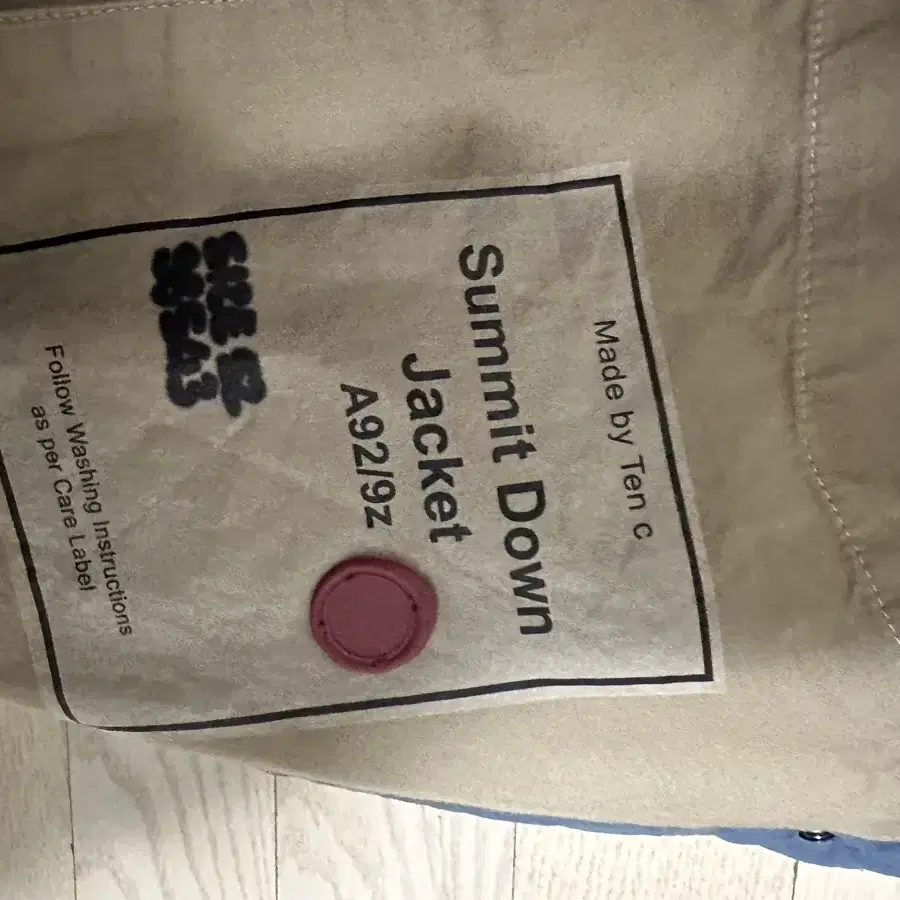 Made by Ten c
Summit Down
Jacket
A92/9z
Follow Washing Instructions
as per Care Label